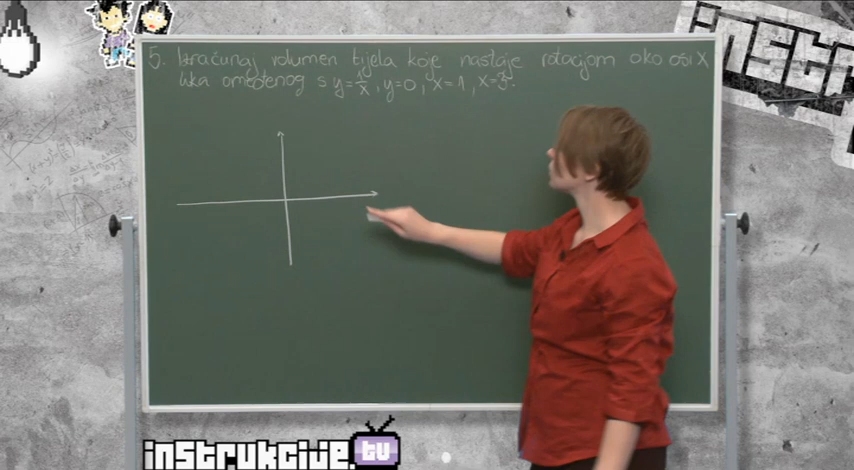 5. Izračunaj volumen tijela koje nastaje rotacijom oko osi X
lika omeđenog s y=1/x, y=0, x=1, x=3.
instrukcije.tv